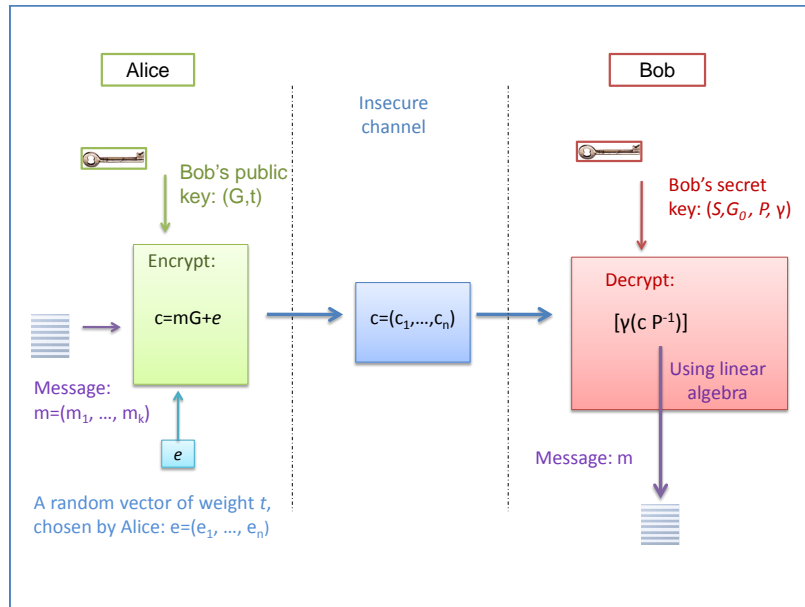 Alice
Bob
Insecure
channel
Bob's public
key: (G,t)
Bob's secret
key: (S,G₀, P, γ)
Encrypt:
c=mG+e
c=(c₁,...,cₙ)
Decrypt:
[γ(c P⁻¹)]
Using linear
algebra
Message:
m=(m₁, ..., mₖ)
e
Message: m
A random vector of weight t,
chosen by Alice: e=(e₁, ..., eₙ)